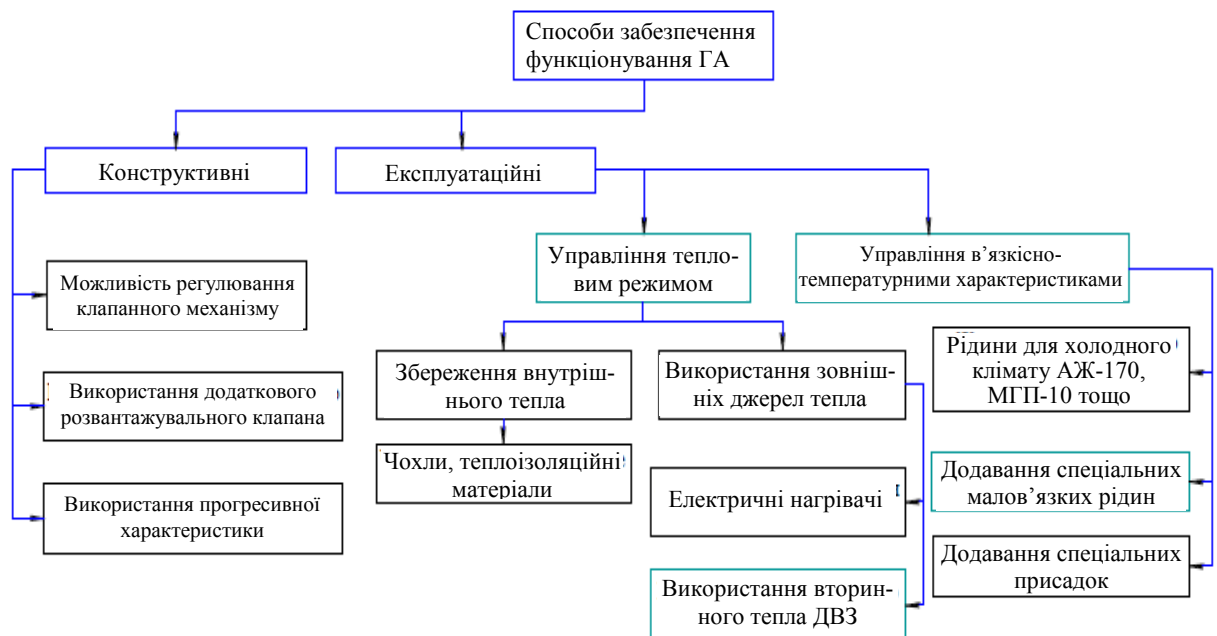 Способи забезпечення
функціонування ГА
Конструктивні
Експлуатаційні
Управління тепло-
вим режимом
Управління в’язкісно-
температурними характеристиками
Можливість регулювання
клапанного механізму
Використання додаткового
розвантажувального клапана
Використання прогресивної
характеристики
Збереження внутріш-
нього тепла
Чохли, теплоізоляційні
матеріали
Використання зовніш-
ніх джерел тепла
Електричні нагрівачі
Використання вторин-
ного тепла ДВЗ
Рідини для холодного
клімату АЖ-170,
МГП-10 тощо
Додавання спеціальних
малов’язких рідин
Додавання спеціальних
присадок